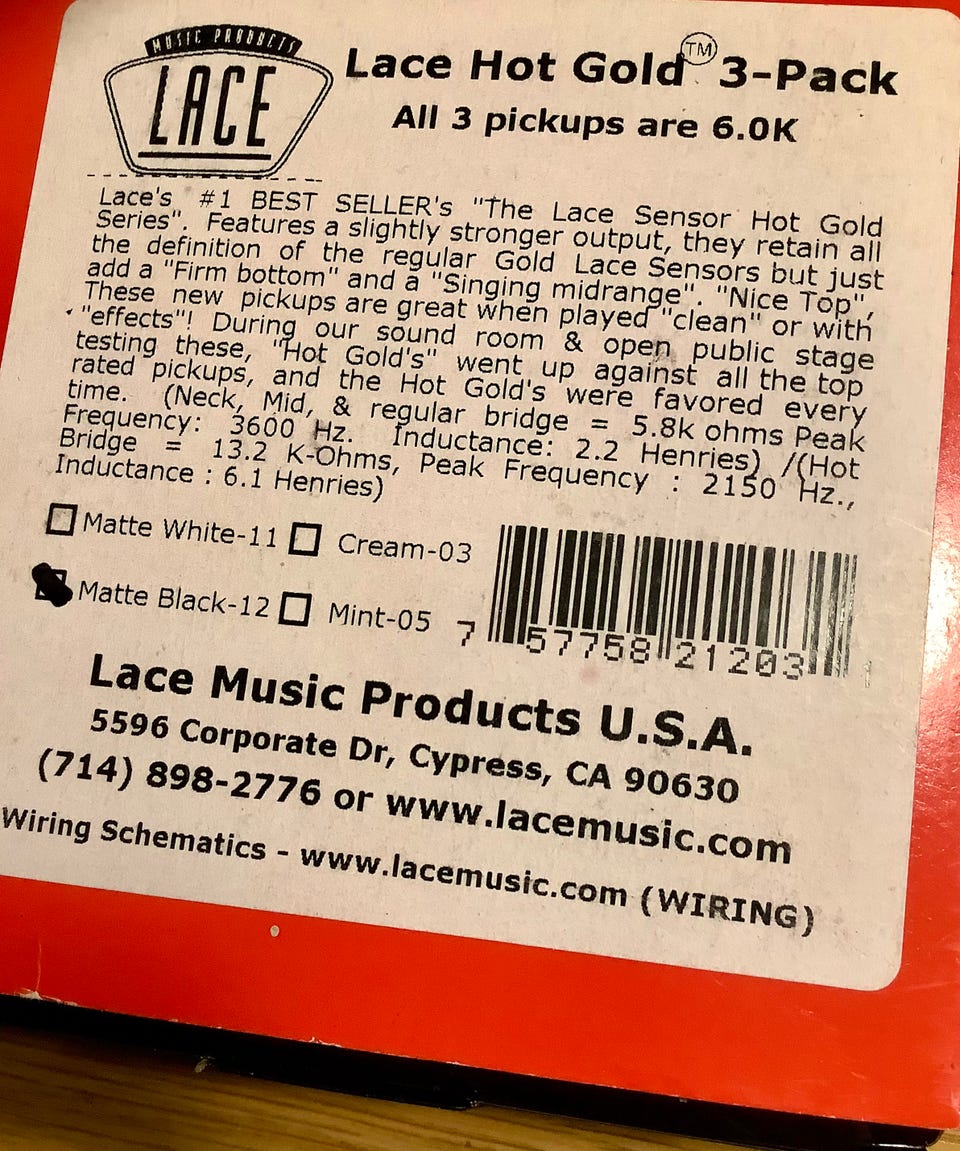 MUSIC PRODUCTS
LACE
Lace Hot Gold™ 3-Pack
All 3 pickups are 6.0K
Lace's #1 BEST SELLER's "The Lace Sensor Hot Gold
Series". Features a slightly stronger output, they retain all
the definition of the regular Gold Lace Sensors but just
add a "Firm bottom" and a "Singing midrange". "Nice Top",
These new pickups are great when played "clean" or with
"effects"! During our sound room & open public stage
testing these, "Hot Gold's" went up against all the top
rated pickups, and the Hot Gold's were favored every
time. (Neck, Mid, & regular bridge = 5.8k ohms Peak
Frequency: 3600 Hz. Inductance: 2.2 Henries) /(Hot
Bridge = 13.2 K-Ohms, Peak Frequency : 2150 Hz.,
Inductance : 6.1 Henries)
Matte White-11 Cream-03
Matte Black-12 Mint-05
7 57758 21203 1
Lace Music Products U.S.A.
5596 Corporate Dr, Cypress, CA 90630
(714) 898-2776 or www.lacemusic.com
Wiring Schematics - www.lacemusic.com (WIRING)